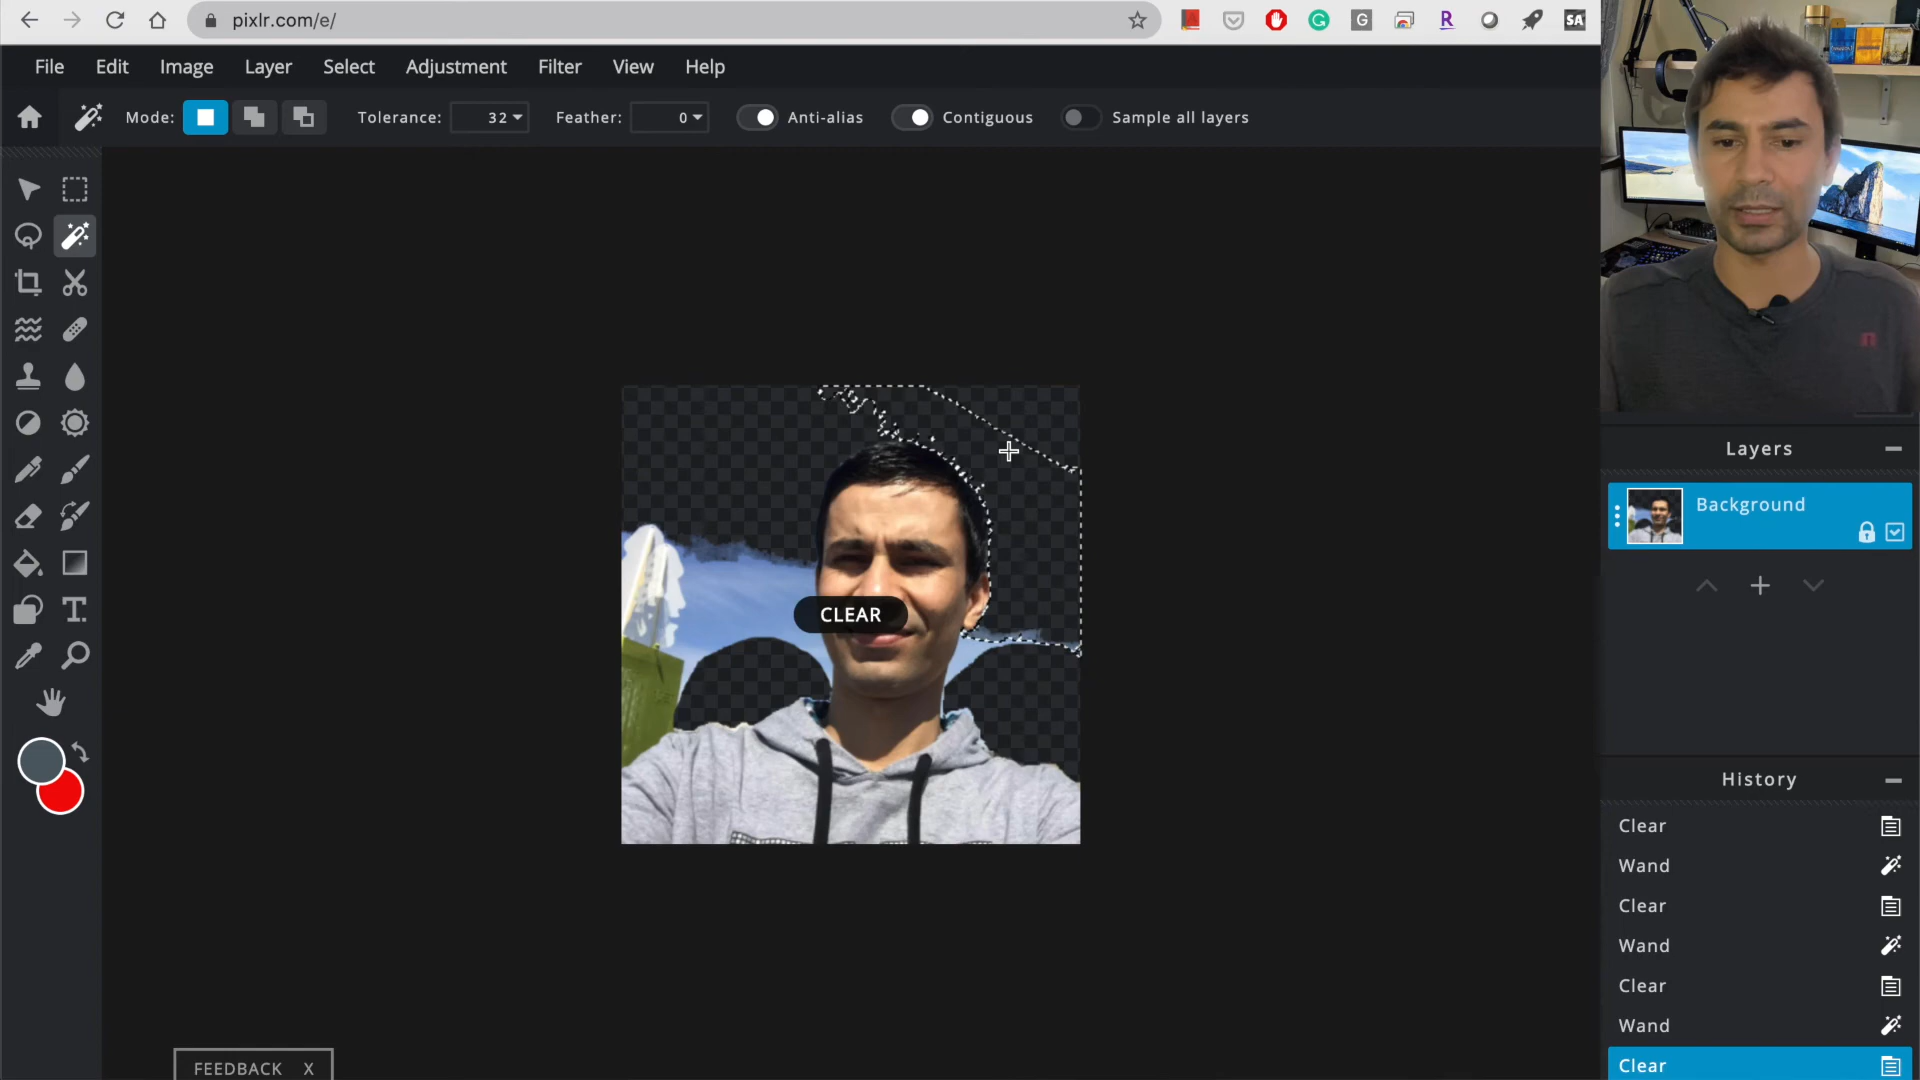 pixlr.com/e/
G
R
SA
File Edit Image Layer Select Adjustment Filter View Help
Mode: Tolerance: 32 Feather: 0 Anti-alias Contiguous Sample all layers
Layers
Background
CLEAR
History
Clear
Wand
Clear
Wand
Clear
Wand
Clear
FEEDBACK X